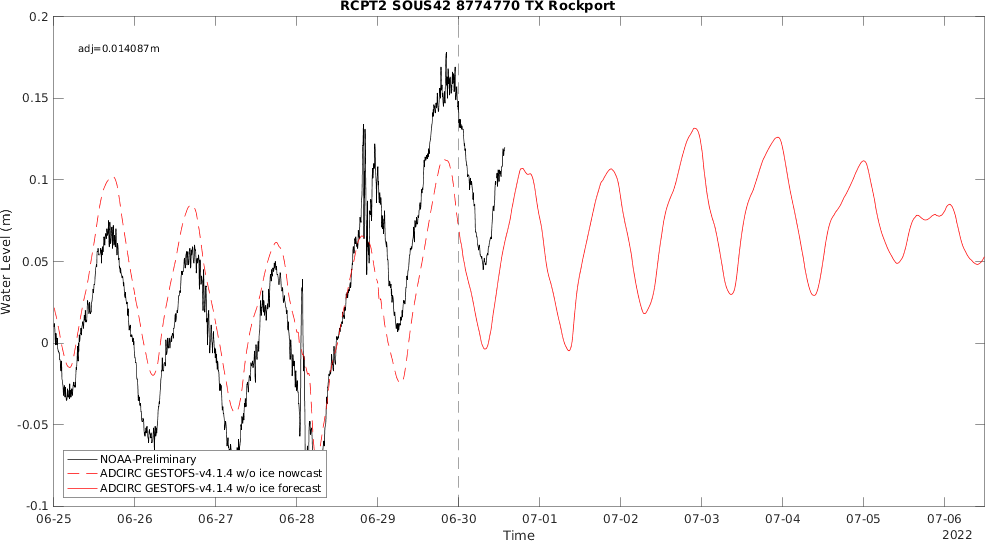 RCPT2 SOUS42 8774770 TX Rockport
adj=0.014087m
Water Level (m)
0.2
0.15
0.1
0.05
0
-0.05
-0.1
NOAA-Preliminary
ADCIRC GESTOFS-v4.1.4 w/o ice nowcast
ADCIRC GESTOFS-v4.1.4 w/o ice forecast
06-25 06-26 06-27 06-28 06-29 06-30 07-01 07-02 07-03 07-04 07-05 07-06
Time
2022